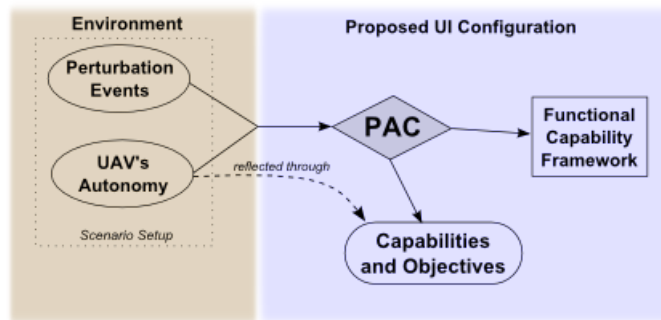 Environment
Proposed UI Configuration
Perturbation
Events
PAC
Functional
Capability
Framework
UAV's
Autonomy
reflected through
Scenario Setup
Capabilities
and Objectives